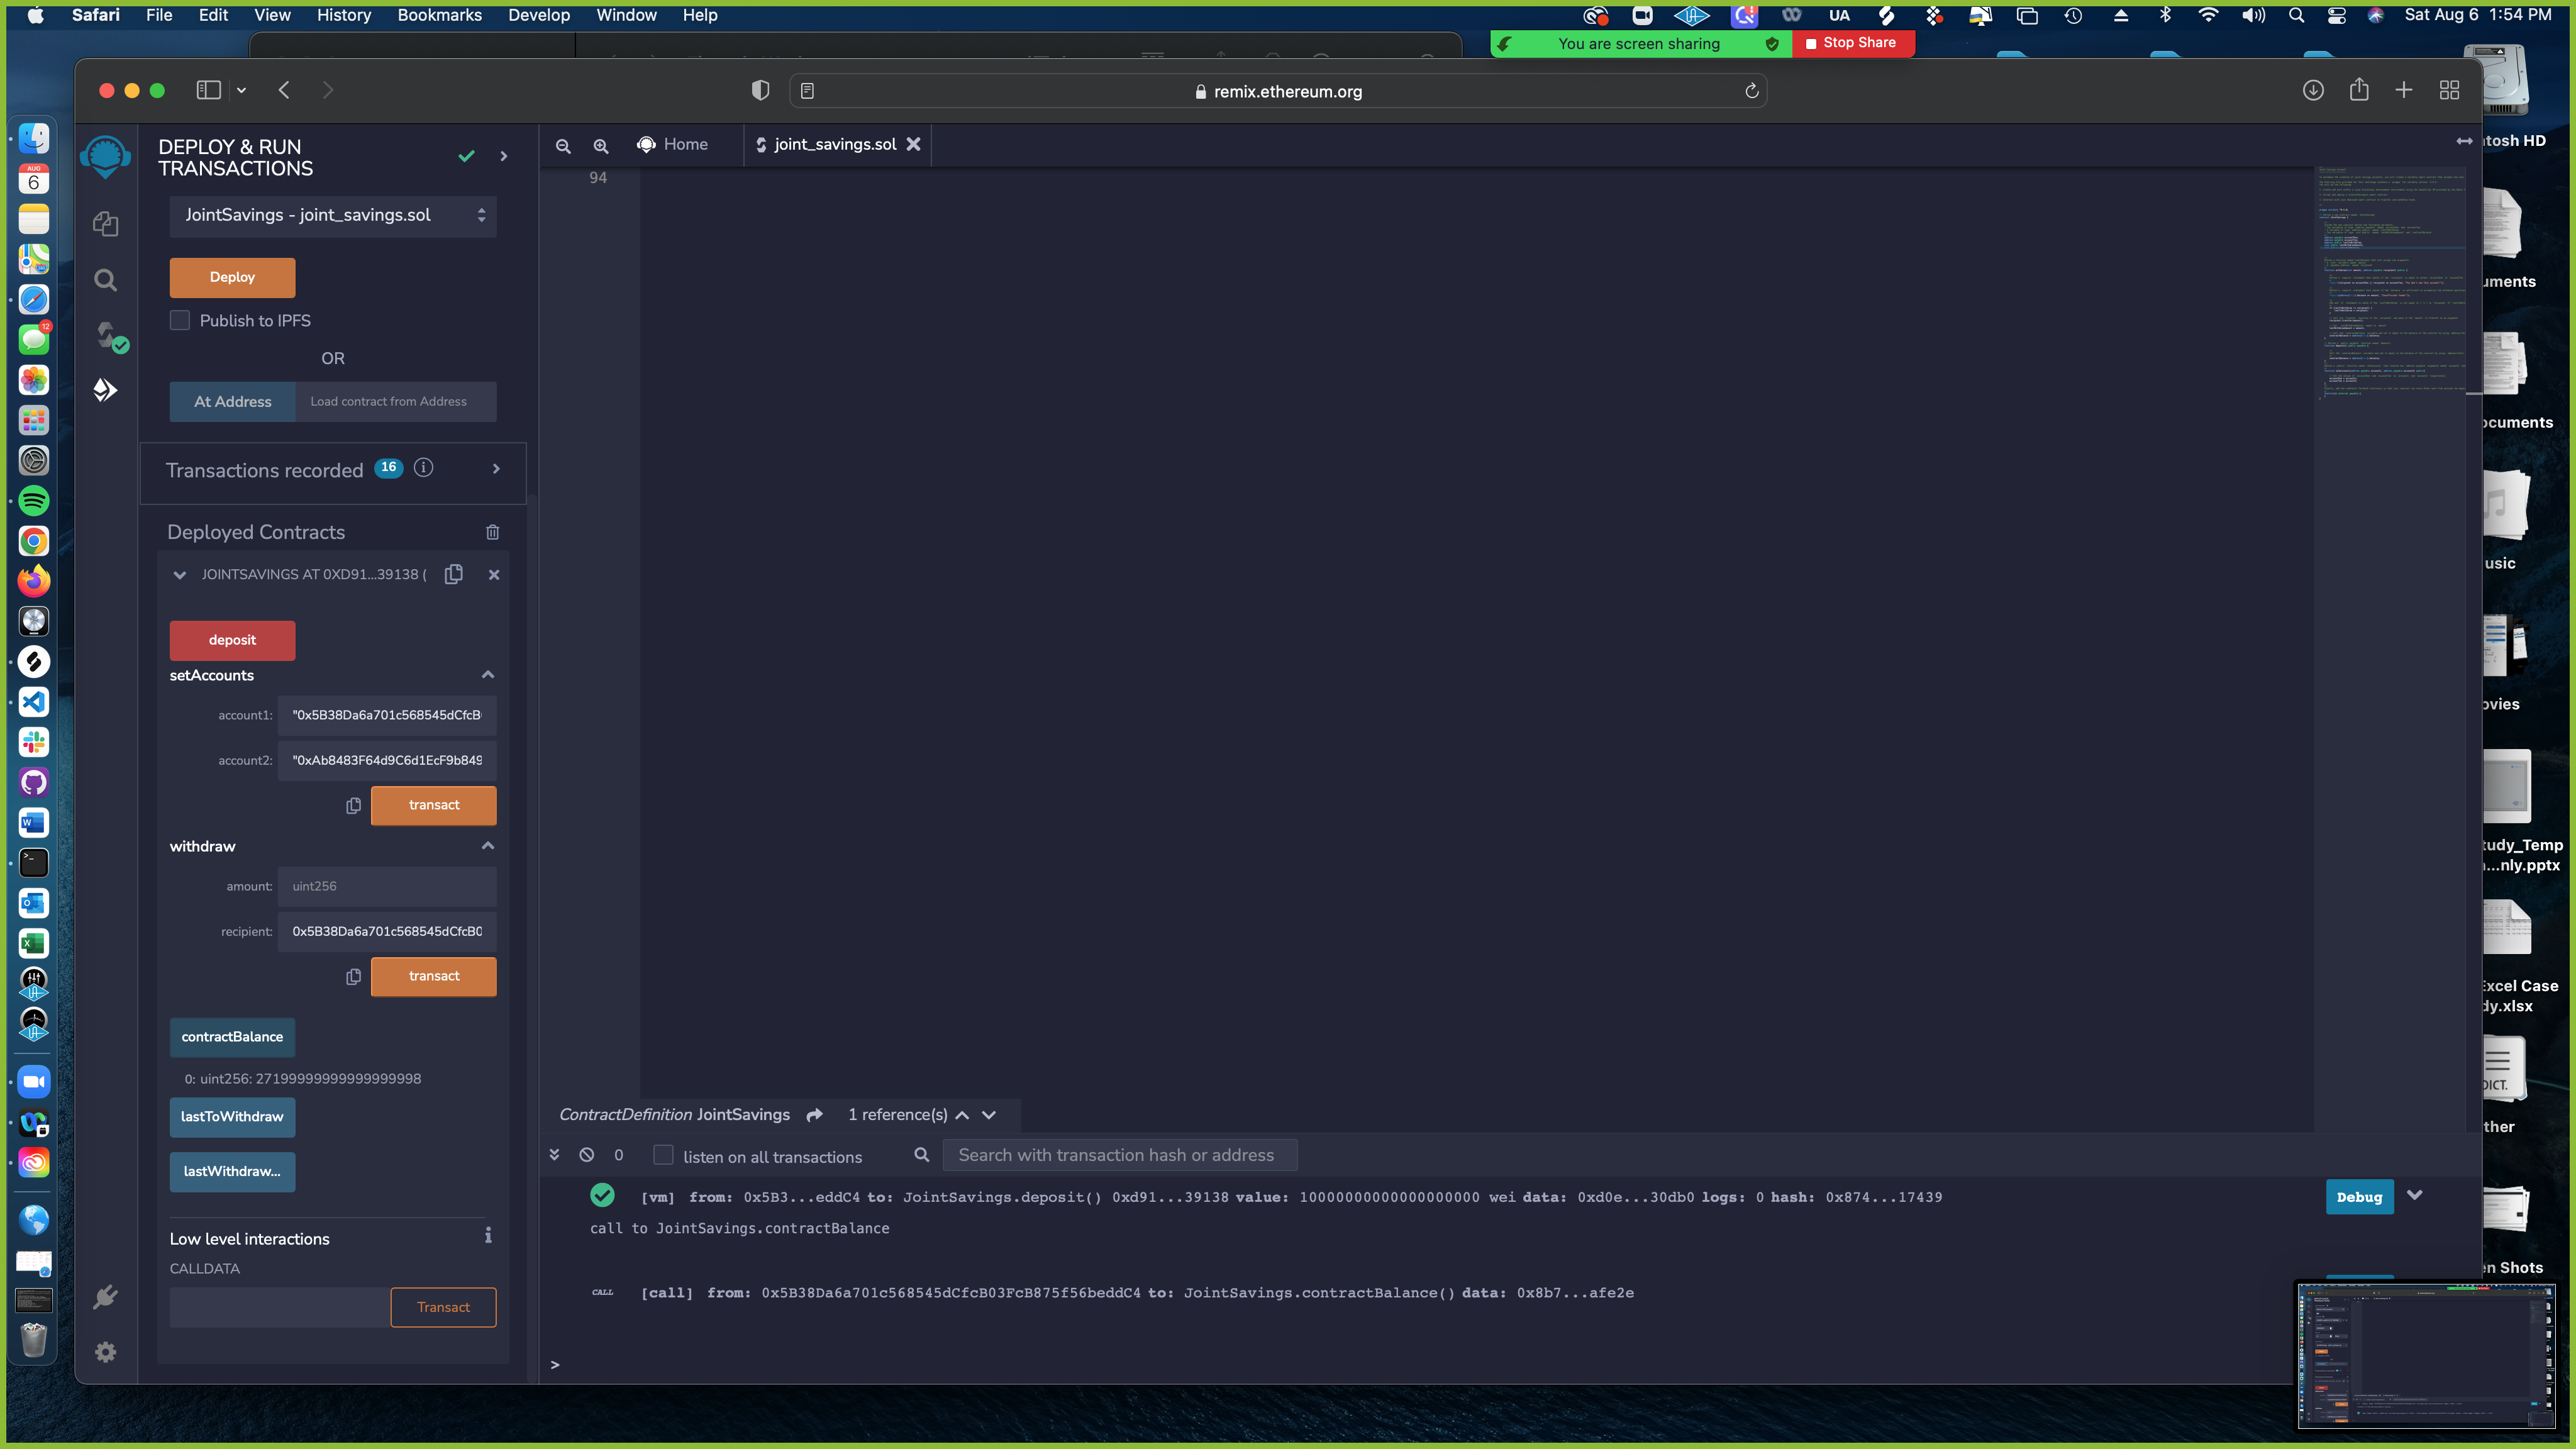 Safari File Edit View History Bookmarks Develop Window Help
UA
Sat Aug 6 1:54 PM
You are screen sharing
Stop Share
remix.ethereum.org
DEPLOY & RUN
TRANSACTIONS
Home
joint_savings.sol
94
JointSavings - joint_savings.sol
Deploy
Publish to IPFS
OR
At Address
Load contract from Address
Transactions recorded 16
Deployed Contracts
JOINTSAVINGS AT 0XD91...39138 (
deposit
setAccounts
account1: "0x5B38Da6a701c568545dCfcB
account2: "0xAb8483F64d9C6d1EcF9b849
transact
withdraw
amount: uint256
recipient: 0x5B38Da6a701c568545dCfcB0
transact
contractBalance
0: uint256: 27199999999999999998
lastToWithdraw
lastWithdraw...
Low level interactions
CALLDATA
Transact
ContractDefinition JointSavings
1 reference(s)
0
listen on all transactions
Search with transaction hash or address
[vm] from: 0x5B3...eddC4 to: JointSavings.deposit() 0xd91...39138 value: 10000000000000000000 wei data: 0xd0e...30db0 logs: 0 hash: 0x874...17439
Debug
call to JointSavings.contractBalance
CALL [call] from: 0x5B38Da6a701c568545dCfcB03FcB875f56beddC4 to: JointSavings.contractBalance() data: 0x8b7...afe2e
>
AUG
6
12
tosh HD
uments
ocuments
usic
ovies
tudy_Temp
a...nly.pptx
Excel Case
dy.xlsx
DICT.
ther
en Shots